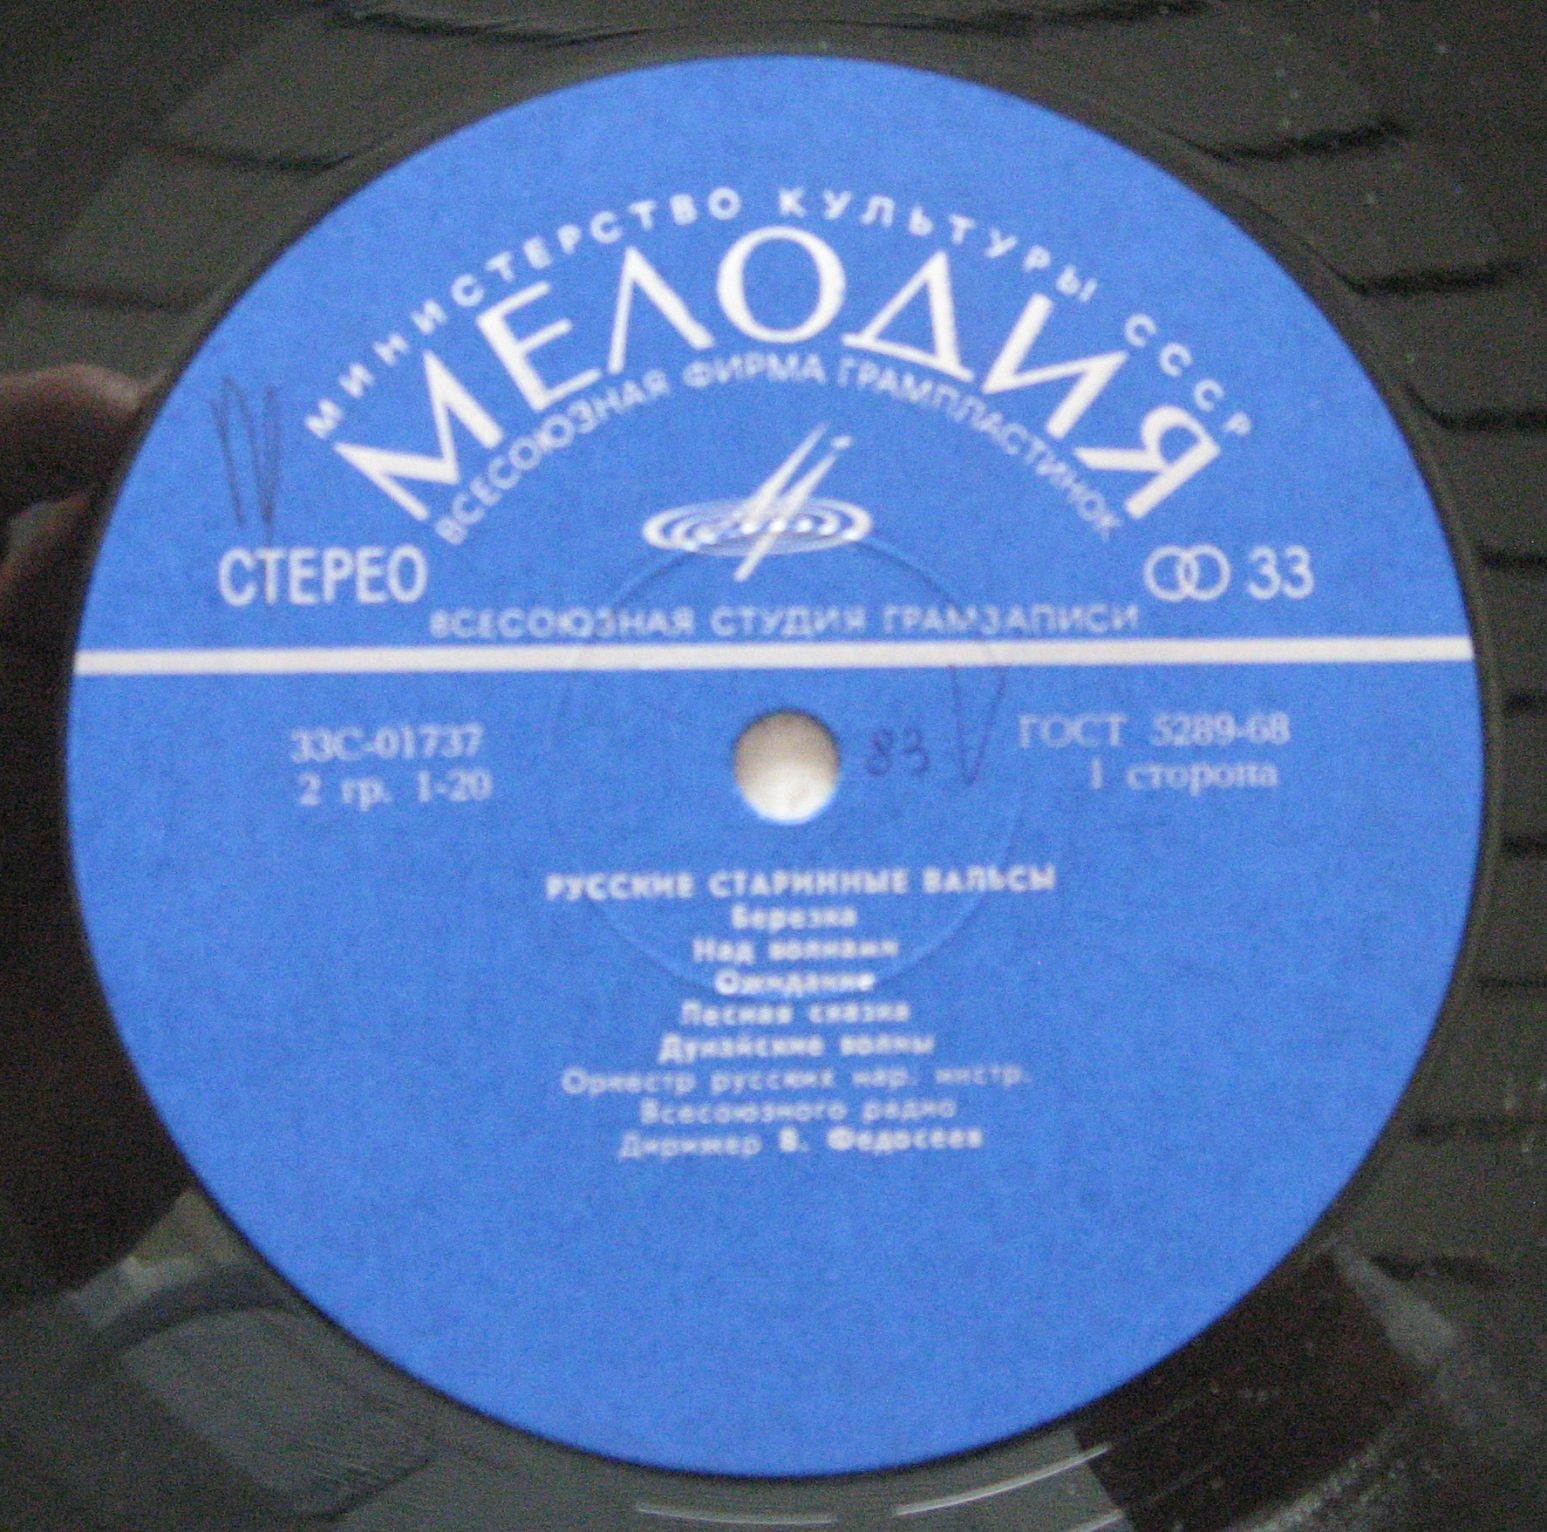 МИНИСТЕРСТВО КУЛЬТУРЫ СССР
МЕЛОДИЯ
ВСЕСОЮЗНАЯ ФИРМА ГРАМПЛАСТИНОК
СТЕРЕО
33
ВСЕСОЮЗНАЯ СТУДИЯ ГРАМЗАПИСИ
33С-01737
ГОСТ 5289-68
2 гр. 1-20
83
1 сторона
РУССКИЕ СТАРИННЫЕ ВАЛЬСЫ
Березка
Над волнами
Ожидание
Лесная сказка
Дунайские волны
Оркестр русских нар. инстр.
Всесоюзного радио
Дирижер В. Федосеев